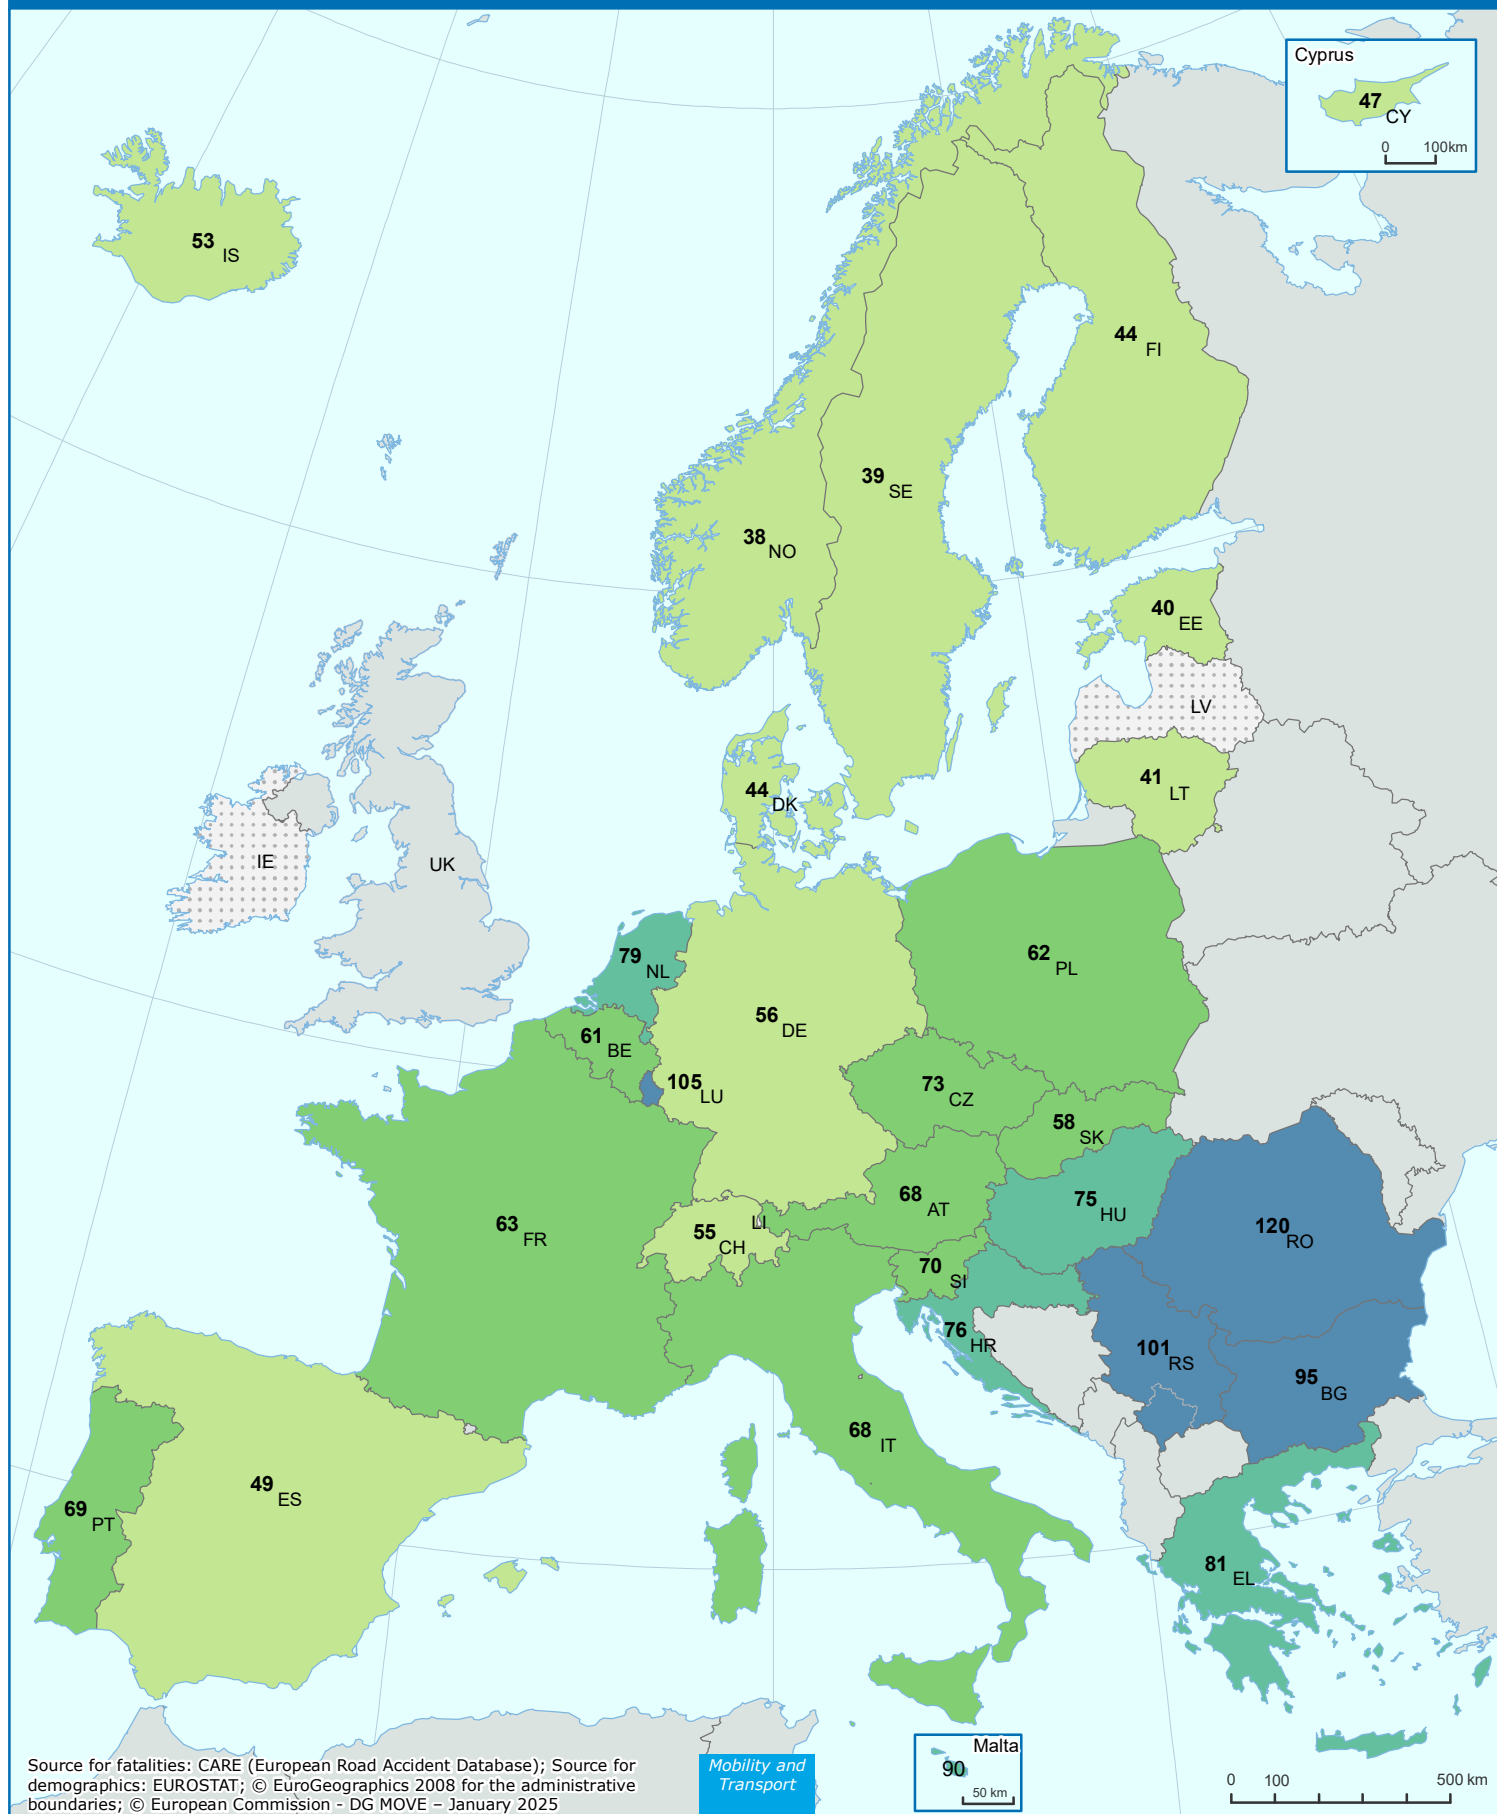 Cyprus
47
CY
0 100km
53
IS
44
FI
39
SE
38
NO
40
EE
LV
41
LT
44
DK
IE
UK
79
NL
62
PL
56
DE
61
BE
105
LU
73
CZ
58
SK
68
AT
75
HU
63
FR
LI
55
CH
120
RO
70
SI
76
HR
101
RS
95
BG
68
IT
49
ES
69
PT
81
EL
Malta
90
50 km
Source for fatalities: CARE (European Road Accident Database); Source for
demographics: EUROSTAT; © EuroGeographics 2008 for the administrative
boundaries; © European Commission - DG MOVE – January 2025
Mobility and
Transport
0 100 500 km